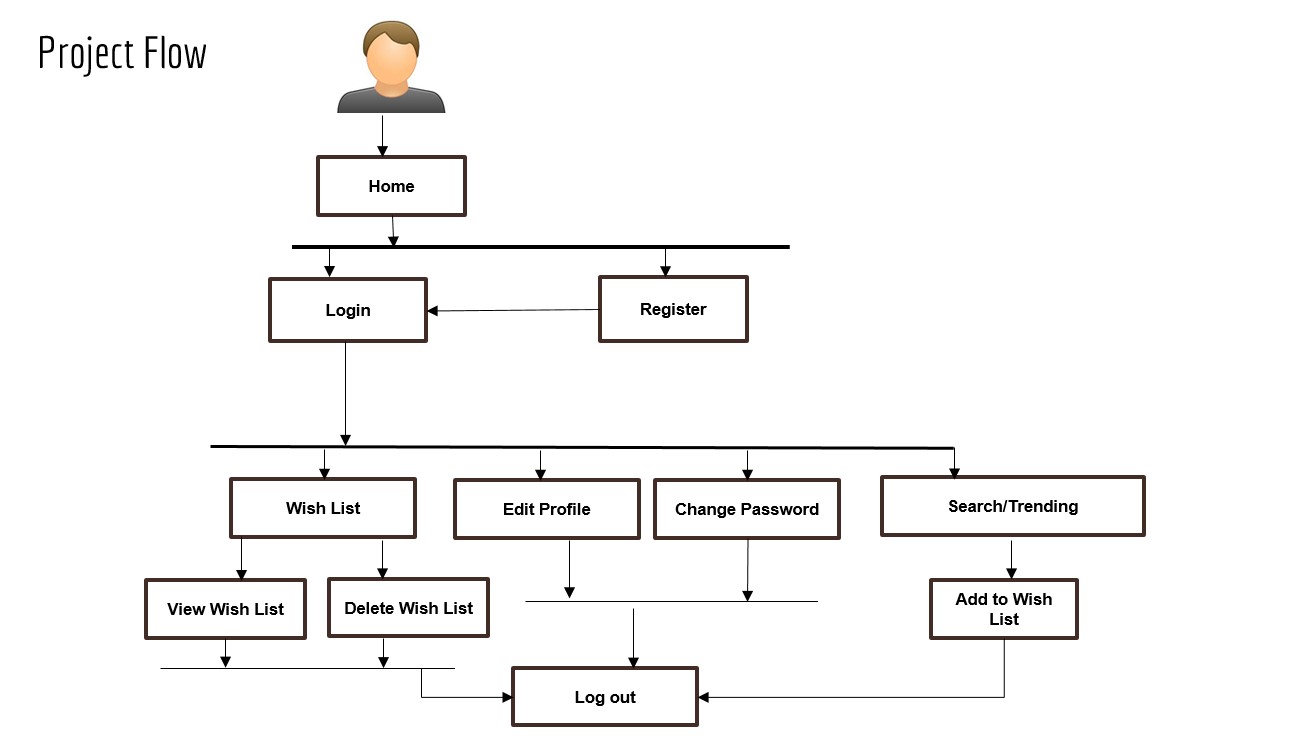 Project Flow
Home
Login
Register
Wish List
Edit Profile
Change Password
Search/Trending
View Wish List
Delete Wish List
Add to Wish
List
Log out